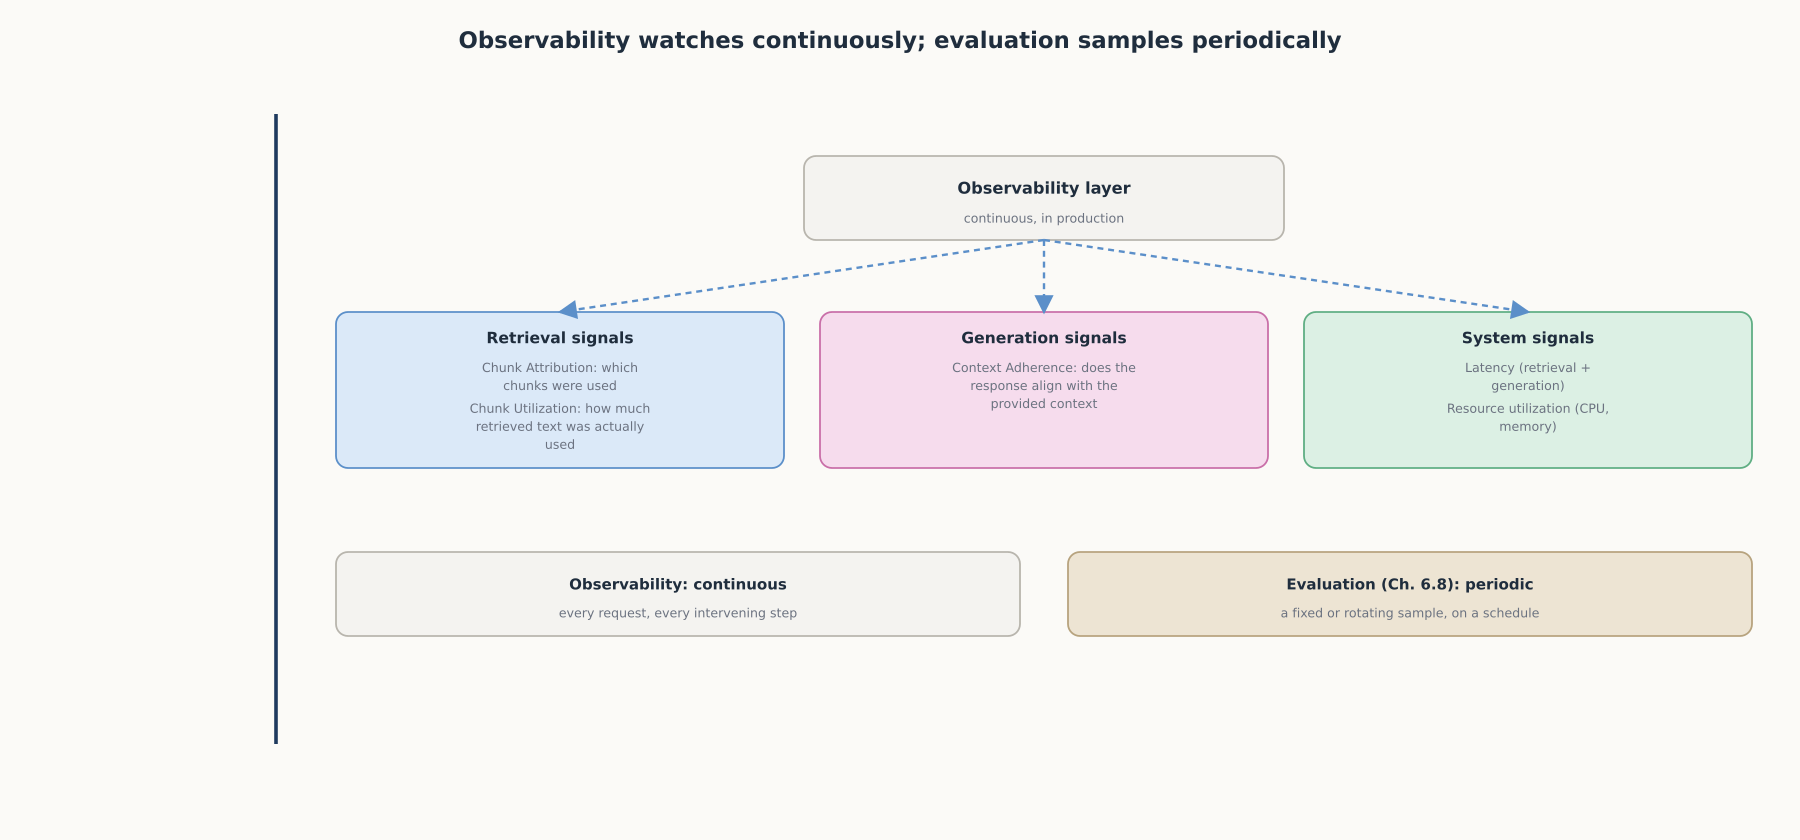 Observability watches continuously; evaluation samples periodically
Observability layer
continuous, in production
Retrieval signals
Chunk Attribution: which
chunks were used
Chunk Utilization: how much
retrieved text was actually
used
Generation signals
Context Adherence: does the
response align with the
provided context
System signals
Latency (retrieval +
generation)
Resource utilization (CPU,
memory)
Observability: continuous
every request, every intervening step
Evaluation (Ch. 6.8): periodic
a fixed or rotating sample, on a schedule